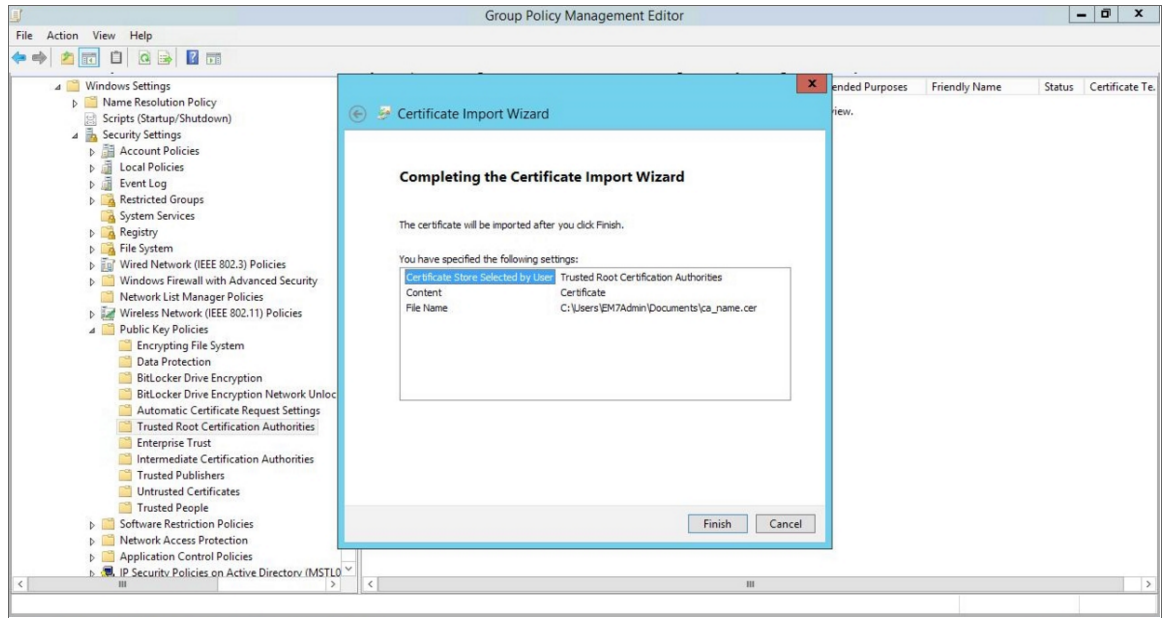 Group Policy Management Editor
File Action View Help
Windows Settings
Name Resolution Policy
Scripts (Startup/Shutdown)
Security Settings
Account Policies
Local Policies
Event Log
Restricted Groups
System Services
Registry
File System
Wired Network (IEEE 802.3) Policies
Windows Firewall with Advanced Security
Network List Manager Policies
Wireless Network (IEEE 802.11) Policies
Public Key Policies
Encrypting File System
Data Protection
BitLocker Drive Encryption
BitLocker Drive Encryption Network Unloc
Automatic Certificate Request Settings
Trusted Root Certification Authorities
Enterprise Trust
Intermediate Certification Authorities
Trusted Publishers
Untrusted Certificates
Trusted People
Software Restriction Policies
Network Access Protection
Application Control Policies
IP Security Policies on Active Directory (MSTL0
ended Purposes Friendly Name Status Certificate Te.
iew.
Certificate Import Wizard
Completing the Certificate Import Wizard
The certificate will be imported after you click Finish.
You have specified the following settings:
Certificate Store Selected by User Trusted Root Certification Authorities
Content Certificate
File Name C:\Users\EM7Admin\Documents\ca_name.cer
Finish Cancel